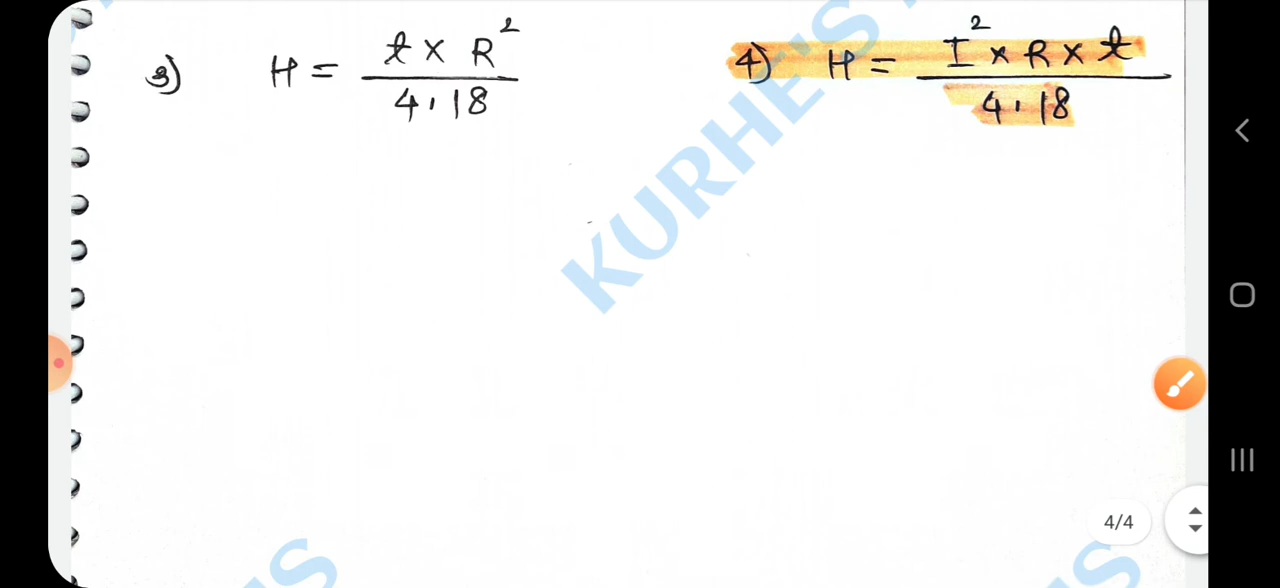 3) H = t × R² / 4.18
4) H = I² × R × t / 4.18
KURHE'S
4/4